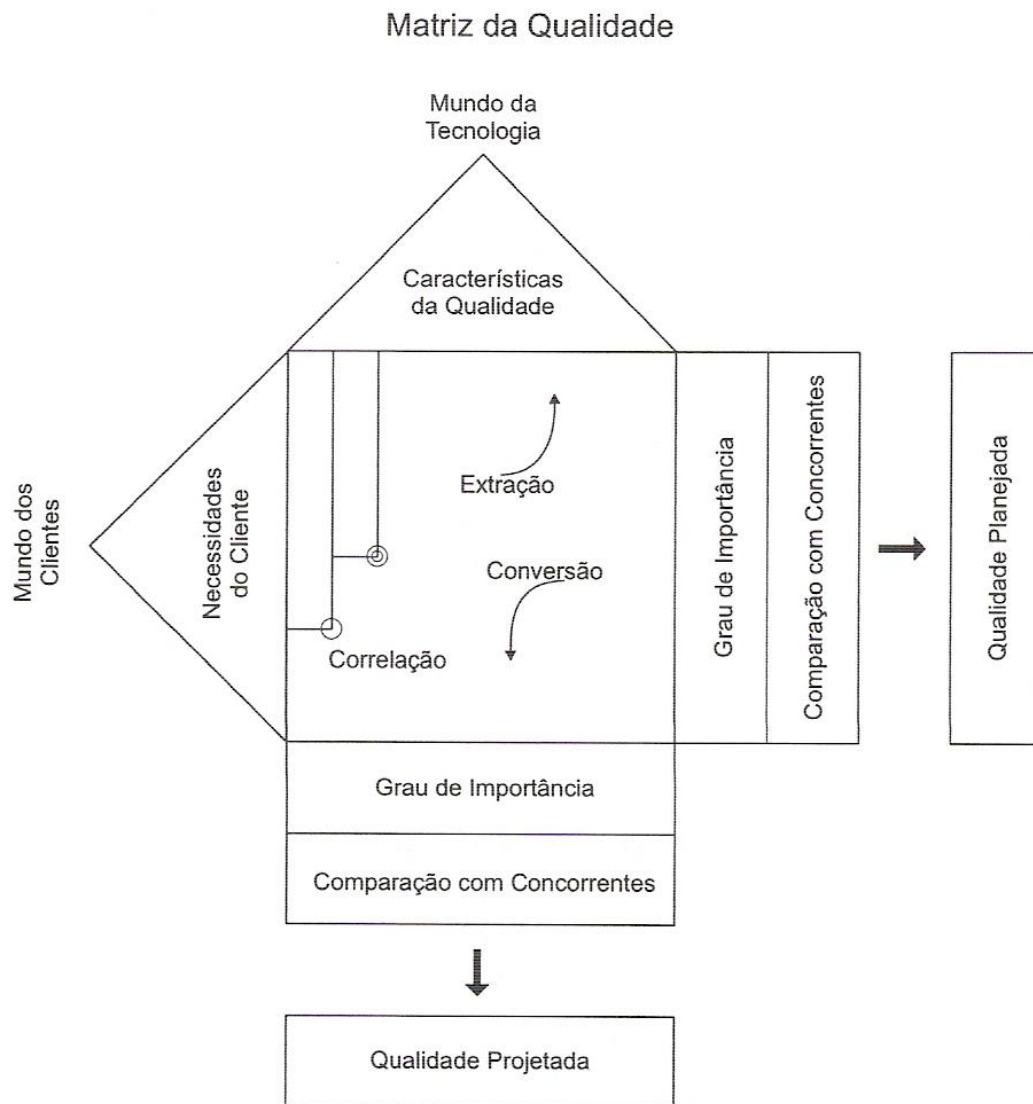 Matriz da Qualidade
Mundo da
Tecnologia
Características
da Qualidade
Mundo dos
Clientes
Necessidades
do Cliente
Extração
Conversão
Correlação
Grau de Importância
Comparação com Concorrentes
Qualidade Planejada
Grau de Importância
Comparação com Concorrentes
Qualidade Projetada